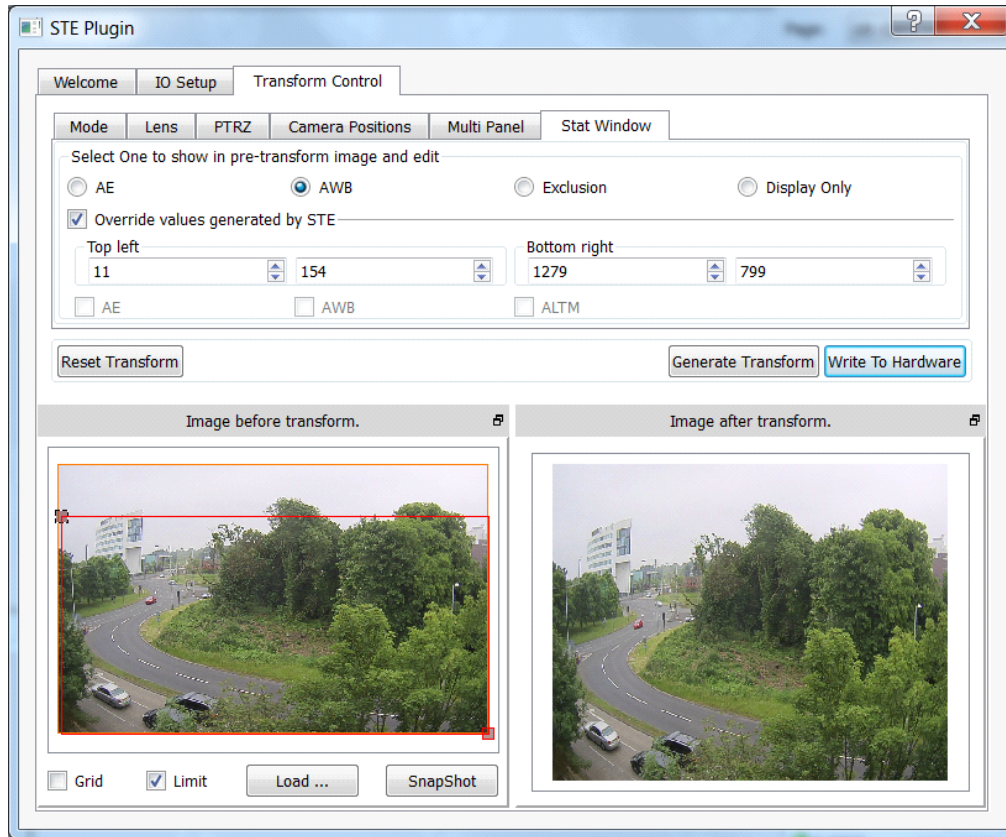 STE Plugin
Welcome IO Setup Transform Control
Mode Lens PTRZ Camera Positions Multi Panel Stat Window
Select One to show in pre-transform image and edit
AE AWB Exclusion Display Only
Override values generated by STE
Top left Bottom right
11 154 1279 799
AE AWB ALTM
Reset Transform Generate Transform Write To Hardware
Image before transform. Image after transform.
Grid Limit Load ... SnapShot